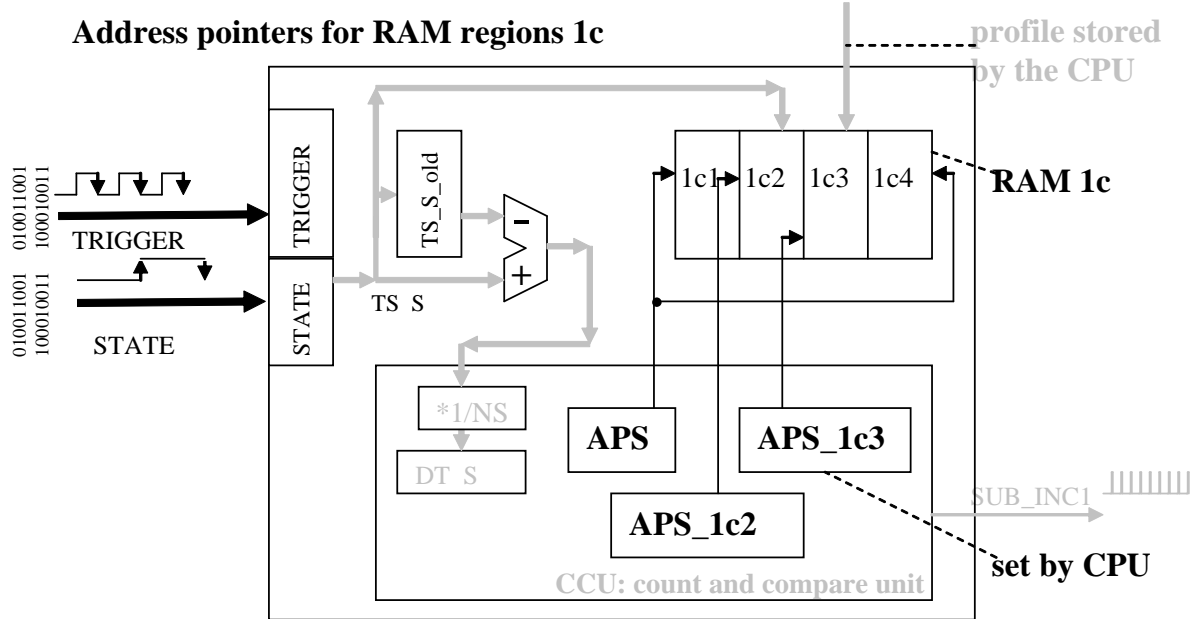 Address pointers for RAM regions 1c
profile stored
by the CPU
TRIGGER
TS_S_old
1c1
1c2
1c3
1c4
RAM 1c
010011001
100010011
TRIGGER
STATE
TS S
010011001
100010011
STATE
*1/NS
DT S
APS
APS_1c3
APS_1c2
SUB_INC1
set by CPU
CCU: count and compare unit
-
+